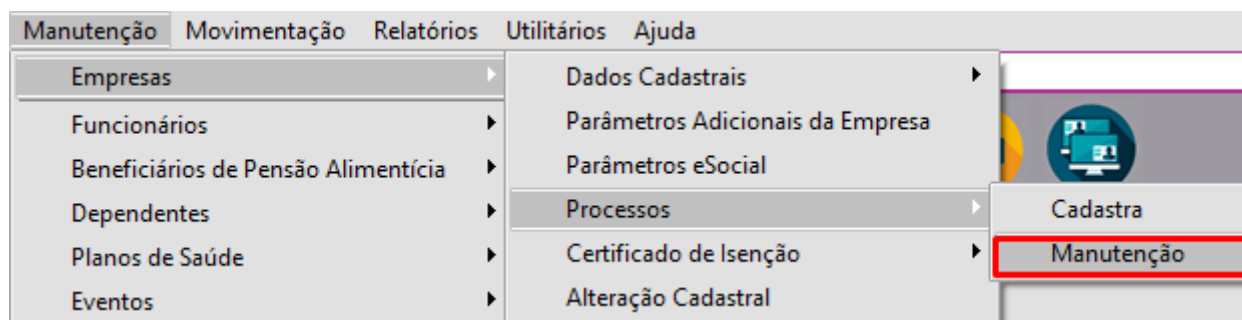 Manutenção Movimentação Relatórios Utilitários Ajuda
Empresas
Funcionários
Beneficiários de Pensão Alimentícia
Dependentes
Planos de Saúde
Eventos
Dados Cadastrais
Parâmetros Adicionais da Empresa
Parâmetros eSocial
Processos
Certificado de Isenção
Alteração Cadastral
Cadastra
Manutenção